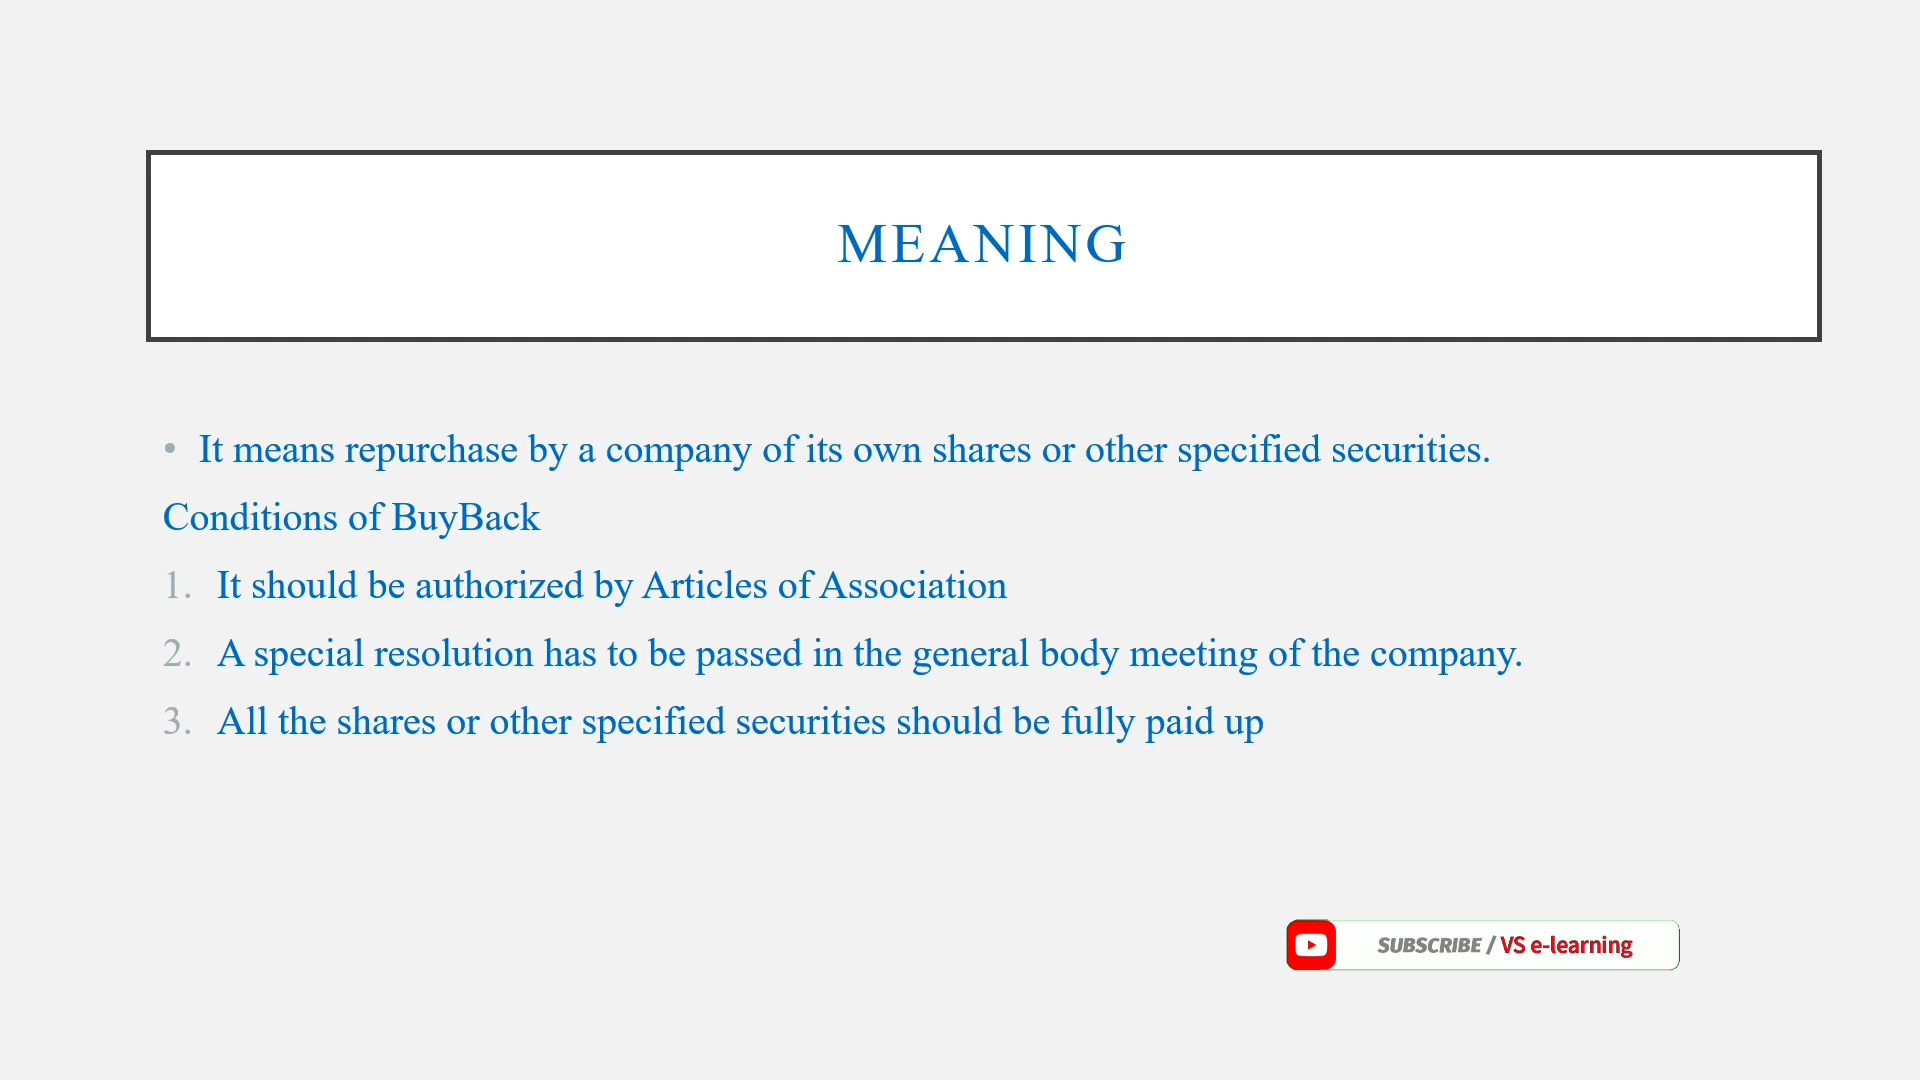 MEANING
• It means repurchase by a company of its own shares or other specified securities.
Conditions of BuyBack
1. It should be authorized by Articles of Association
2. A special resolution has to be passed in the general body meeting of the company.
3. All the shares or other specified securities should be fully paid up
SUBSCRIBE / VS e-learning